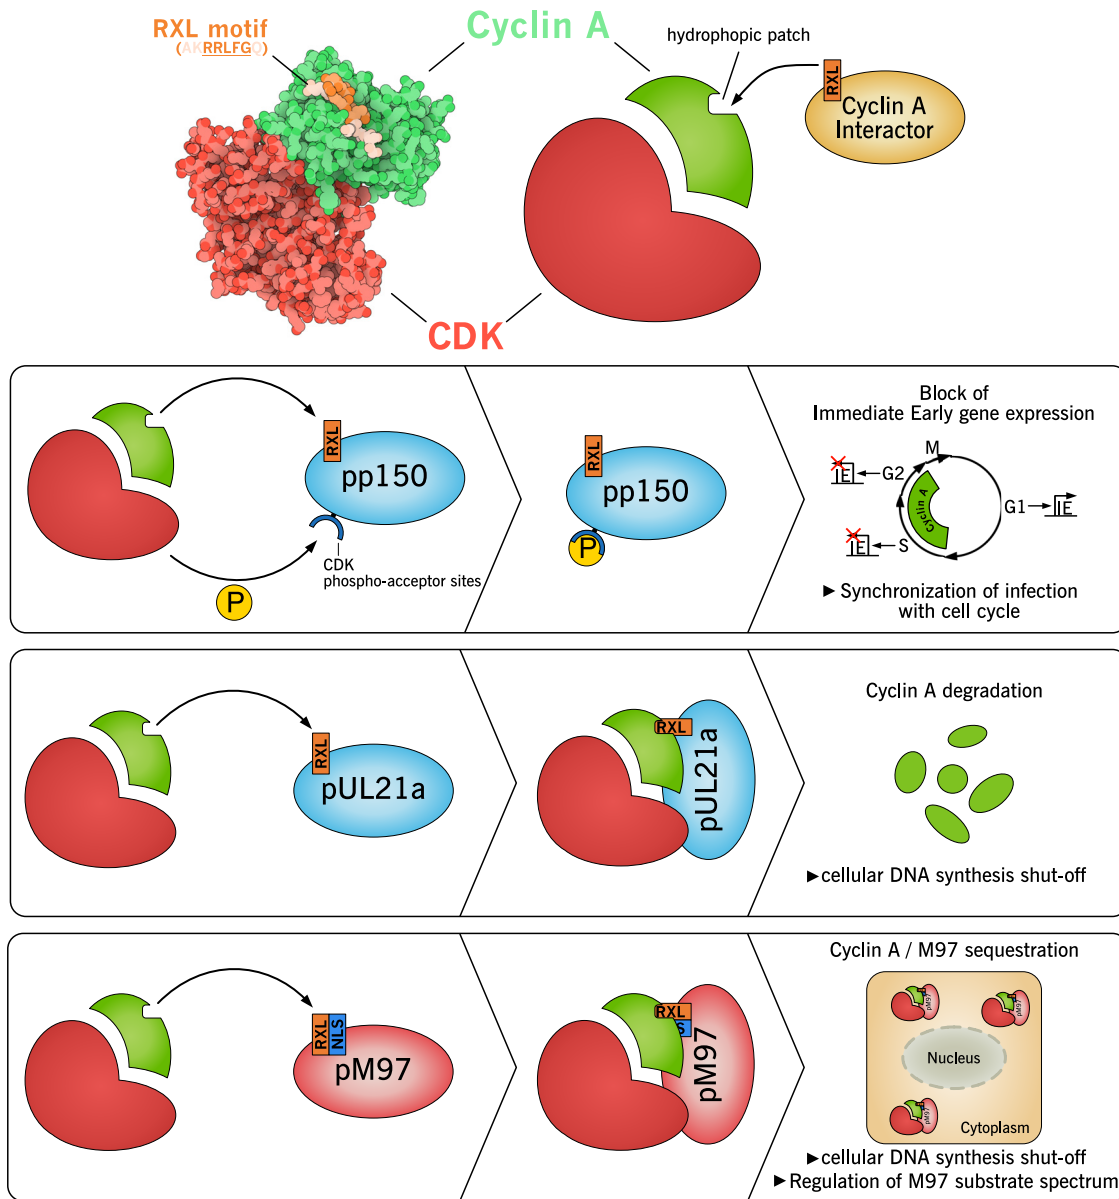 RXL motif
(AKRRLFGQ)
Cyclin A
hydrophopic patch
RXL
Cyclin A
Interactor
CDK
RXL
pp150
CDK
phospho-acceptor sites
P
RXL
pp150
P
Block of
Immediate Early gene expression
M
IE
G2
Cyclin A
G1
IE
IE
S
► Synchronization of infection
with cell cycle
RXL
pUL21a
RXL
pUL21a
Cyclin A degradation
►cellular DNA synthesis shut-off
RXL
NLS
pM97
RXL
S
pM97
Cyclin A / M97 sequestration
pM97
pM97
Nucleus
pM97
Cytoplasm
►cellular DNA synthesis shut-off
►Regulation of M97 substrate spectrum